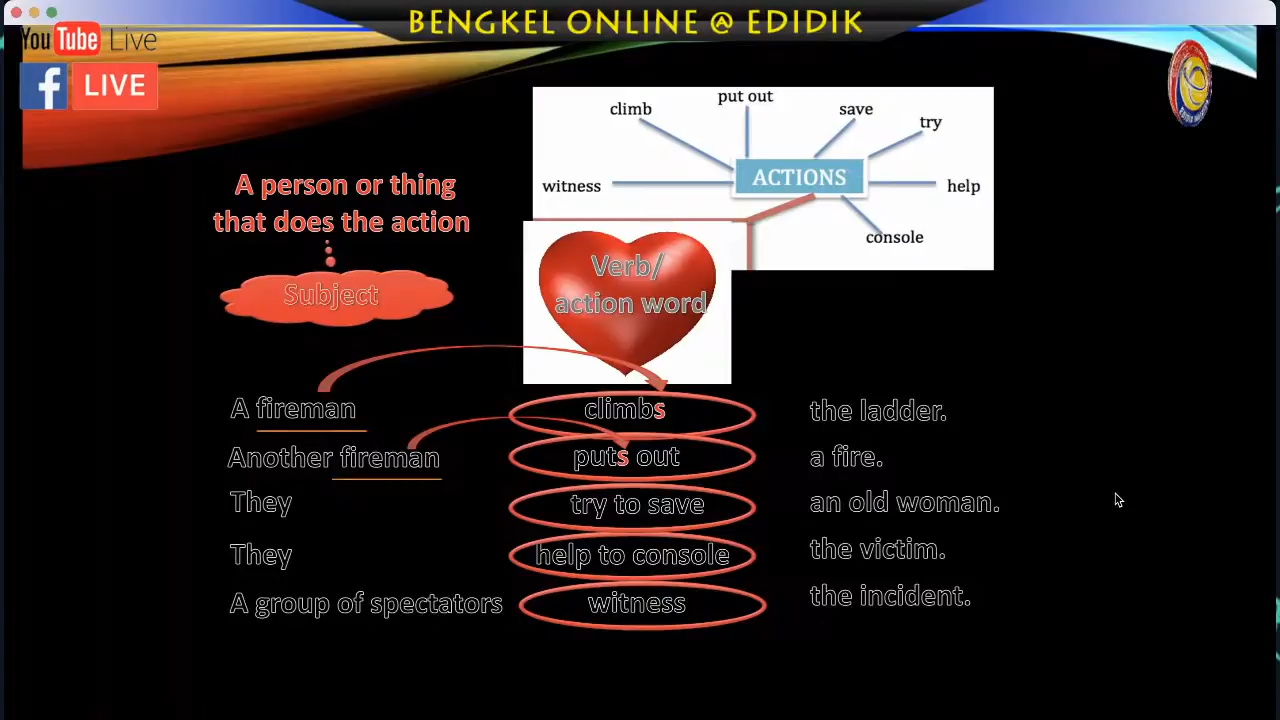 BENGKEL ONLINE @ EDIDIK
YouTube Live
f LIVE
put out
climb
save
try
ACTIONS
witness
help
console
A person or thing
that does the action
Subject
Verb/
action word
A fireman climbs the ladder.
Another fireman puts out a fire.
They try to save an old woman.
They help to console the victim.
A group of spectators witness the incident.